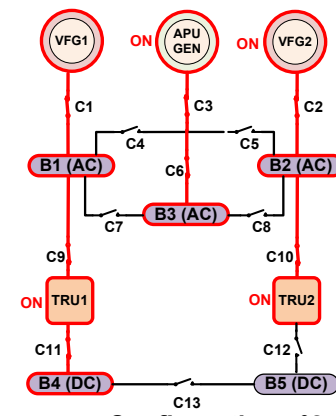 VFG1
ON
APU
GEN
ON
VFG2
C1
C3
C2
C4
C5
B1 (AC)
C6
B2 (AC)
B3 (AC)
C7
C8
C9
C10
ON
TRU1
ON
TRU2
C11
C12
B4 (DC)
B5 (DC)
C13